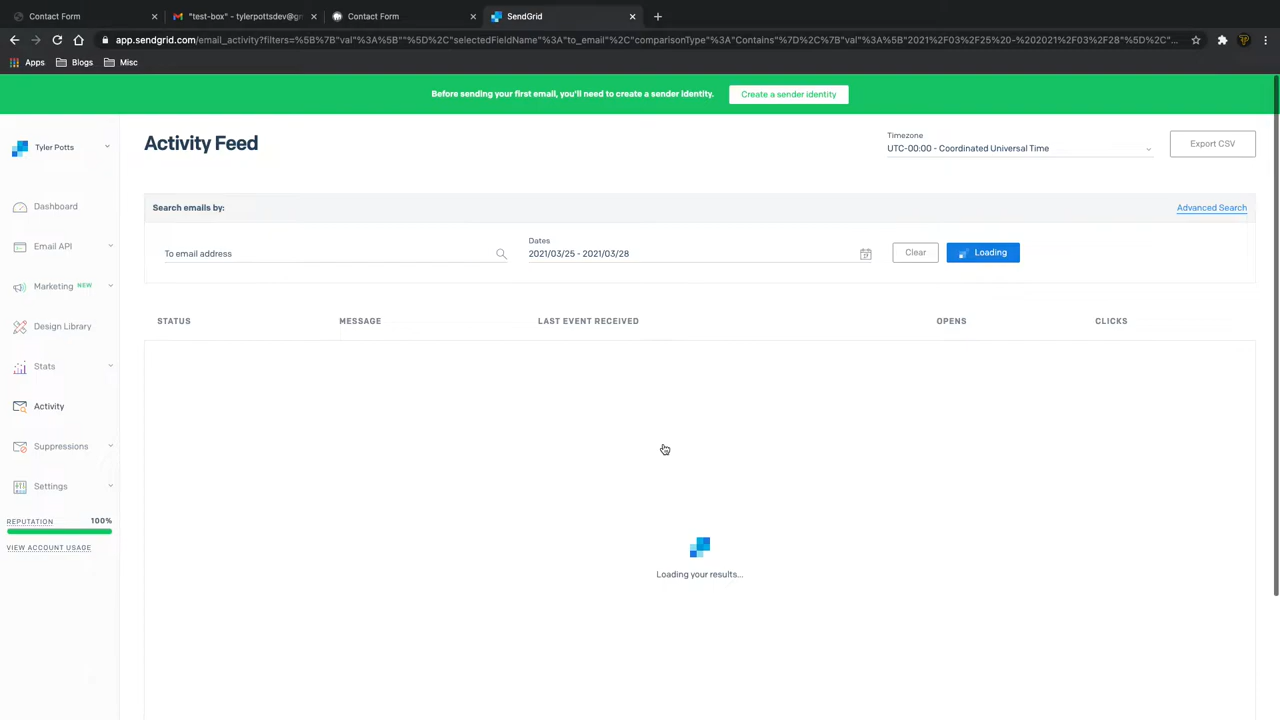 Contact Form
"test-box" - tylerpottsdev@gm
Contact Form
SendGrid
app.sendgrid.com/email_activity?filters=%5B%7B"val"%3A%5B""%5D%2C"selectedFieldName"%3A"to_email"%2C"comparisonType"%3A"Contains"%7D%2C%7B"val"%3A%5B"2021%2F03%2F25%20-%202021%2F03%2F28"%5D%2C"...
Apps
Blogs
Misc
Before sending your first email, you'll need to create a sender identity.
Create a sender identity
Tyler Potts
Activity Feed
Timezone
UTC-00:00 - Coordinated Universal Time
Export CSV
Dashboard
Email API
Marketing NEW
Design Library
Stats
Activity
Suppressions
Settings
REPUTATION 100%
VIEW ACCOUNT USAGE
Search emails by:
Advanced Search
To email address
Dates
2021/03/25 - 2021/03/28
Clear
Loading
STATUS MESSAGE LAST EVENT RECEIVED OPENS CLICKS
Loading your results...